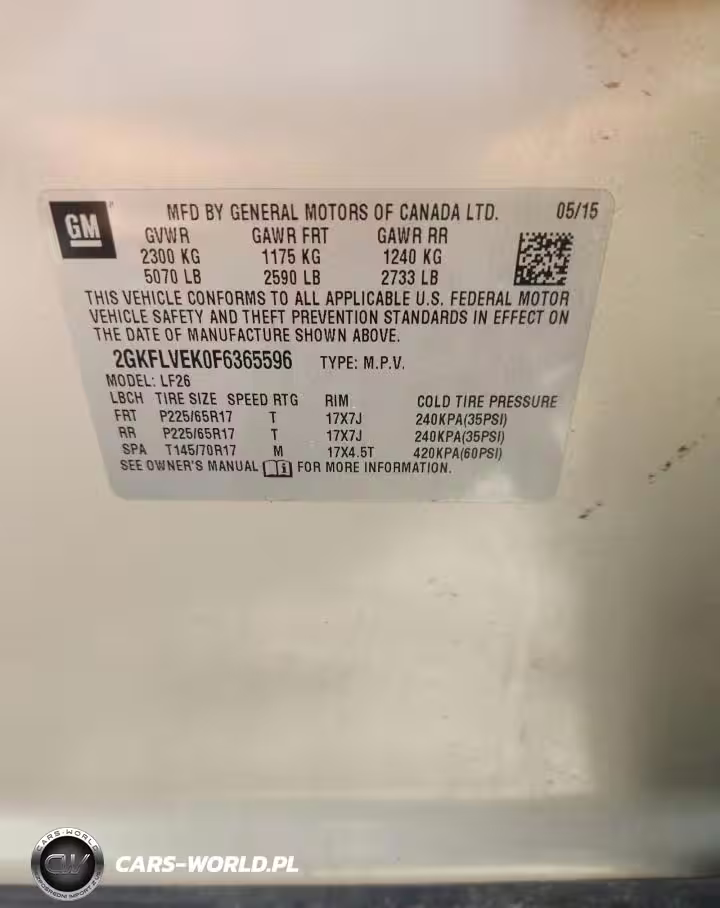 GM
MFD BY GENERAL MOTORS OF CANADA LTD. 05/15
GVWR GAWR FRT GAWR RR
2300 KG 1175 KG 1240 KG
5070 LB 2590 LB 2733 LB
THIS VEHICLE CONFORMS TO ALL APPLICABLE U.S. FEDERAL MOTOR
VEHICLE SAFETY AND THEFT PREVENTION STANDARDS IN EFFECT ON
THE DATE OF MANUFACTURE SHOWN ABOVE.
2GKFLVEK0F6365596 TYPE: M.P.V.
MODEL: LF26
LBCH TIRE SIZE SPEED RTG RIM COLD TIRE PRESSURE
FRT P225/65R17 T 17X7J 240KPA(35PSI)
RR P225/65R17 T 17X7J 240KPA(35PSI)
SPA T145/70R17 M 17X4.5T 420KPA(60PSI)
SEE OWNER'S MANUAL FOR MORE INFORMATION.
CARS-WORLD
CW
CARS-WORLD.PL